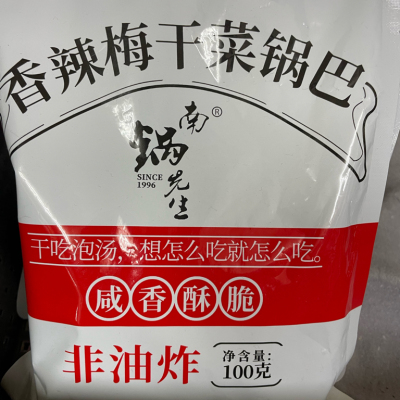 香辣梅干菜锅巴
南锅先生®
SINCE
1996
干吃泡汤，想怎么吃就怎么吃。
咸香酥脆
非油炸
净含量：
100克